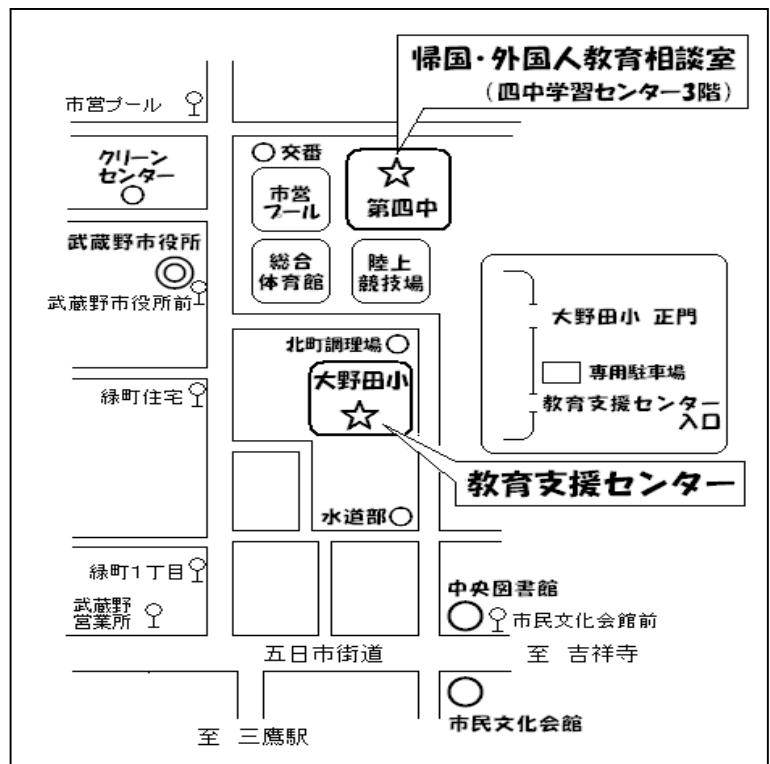 帰国・外国人教育相談室
(四中学習センター3階)
市営プール
クリーン
センター
交番
市営
プール
第四中
武蔵野市役所
武蔵野市役所前
総合
体育館
陸上
競技場
大野田小 正門
専用駐車場
教育支援センター
入口
北町調理場
大野田小
緑町住宅
教育支援センター
水道部
緑町1丁目
武蔵野
営業所
中央図書館
市民文化会館前
五日市街道
至 吉祥寺
市民文化会館
至 三鷹駅